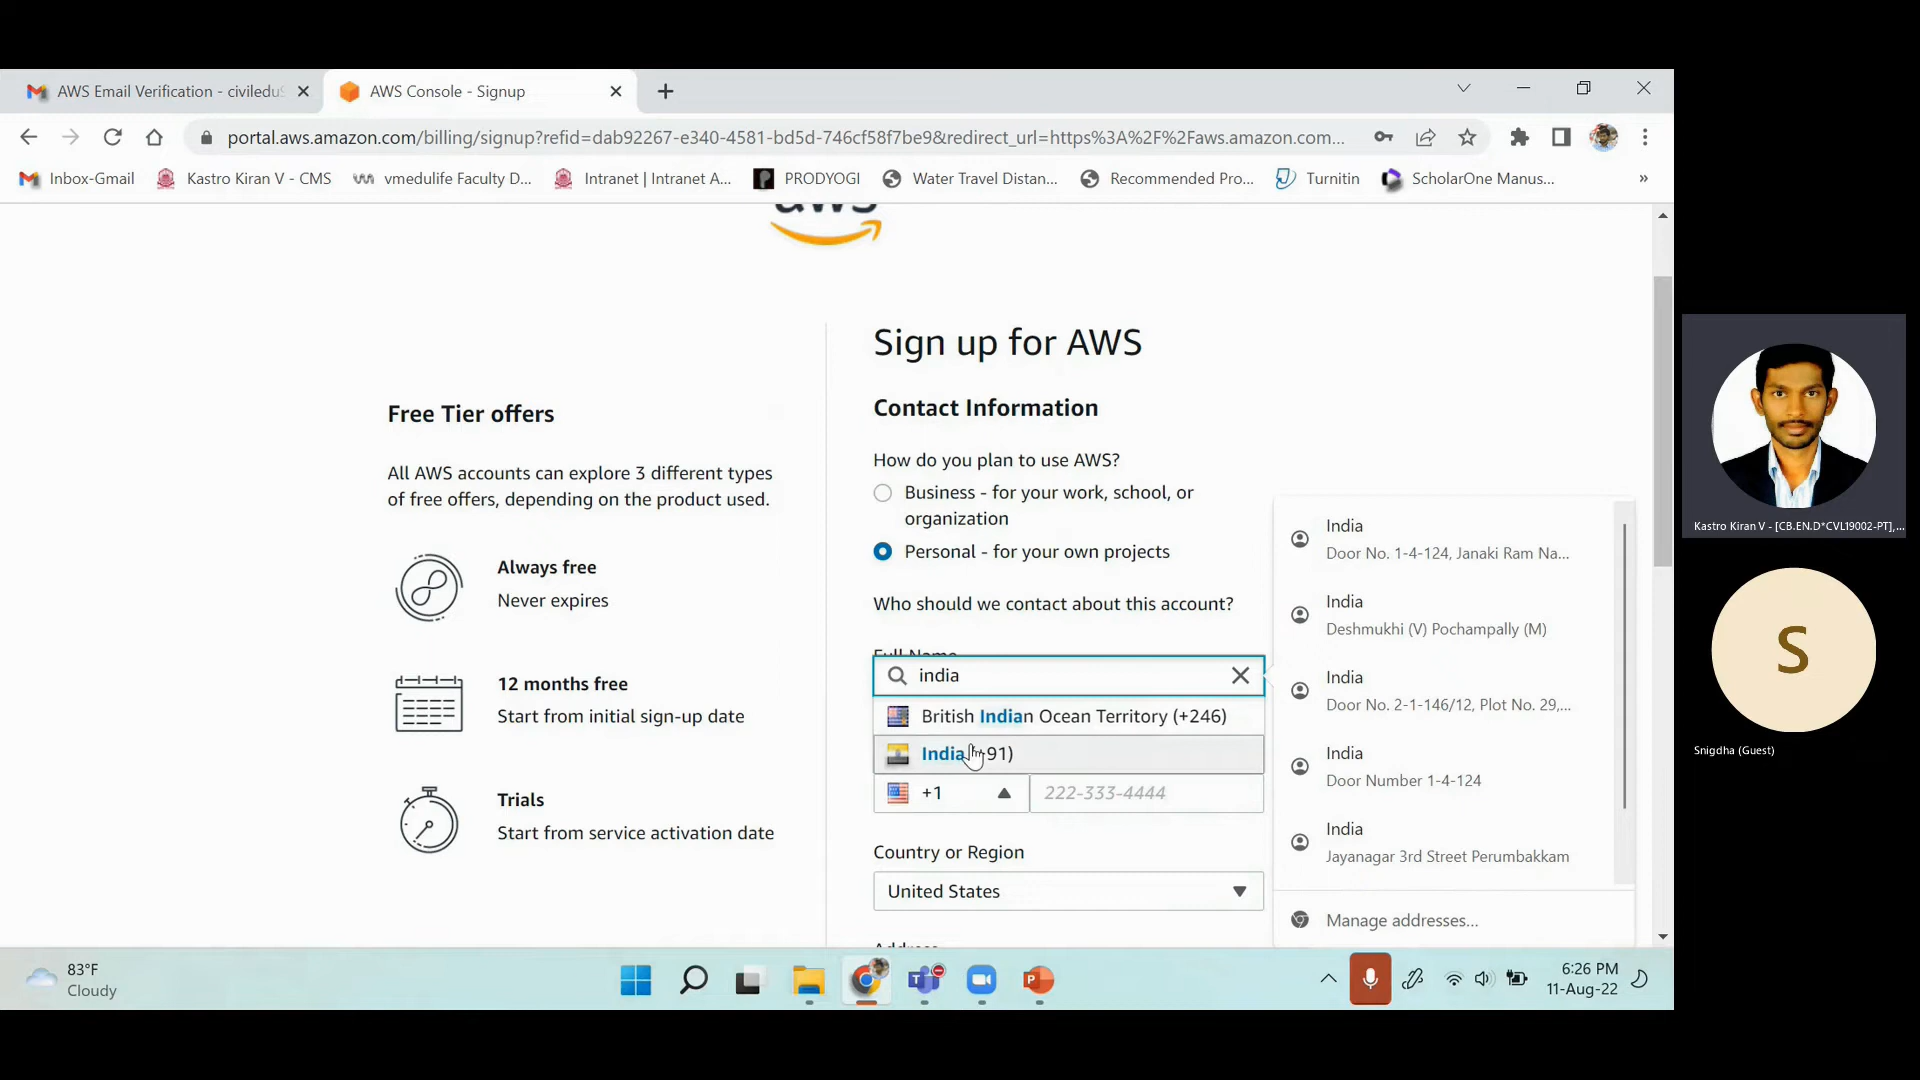 AWS Email Verification - civiledu
AWS Console - Signup
portal.aws.amazon.com/billing/signup?refid=dab92267-e340-4581-bd5d-746cf58f7be9&redirect_url=https%3A%2F%2Faws.amazon.com...
Inbox-Gmail
Kastro Kiran V - CMS
vmedulife Faculty D...
Intranet | Intranet A...
PRODYOGI
Water Travel Distan...
Recommended Pro...
Turnitin
ScholarOne Manus...
»
aws
Free Tier offers
All AWS accounts can explore 3 different types
of free offers, depending on the product used.
Always free
Never expires
12 months free
Start from initial sign-up date
Trials
Start from service activation date
Sign up for AWS
Contact Information
How do you plan to use AWS?
Business - for your work, school, or
organization
Personal - for your own projects
Who should we contact about this account?
Full Name
india
British Indian Ocean Territory (+246)
India 91)
+1
222-333-4444
Country or Region
United States
Address
India
Door No. 1-4-124, Janaki Ram Na...
India
Deshmukhi (V) Pochampally (M)
India
Door No. 2-1-146/12, Plot No. 29,...
India
Door Number 1-4-124
India
Jayanagar 3rd Street Perumbakkam
Manage addresses...
Kastro Kiran V - [CB.EN.D*CVL19002-PT],...
S
Snigdha (Guest)
83°F
Cloudy
6:26 PM
11-Aug-22